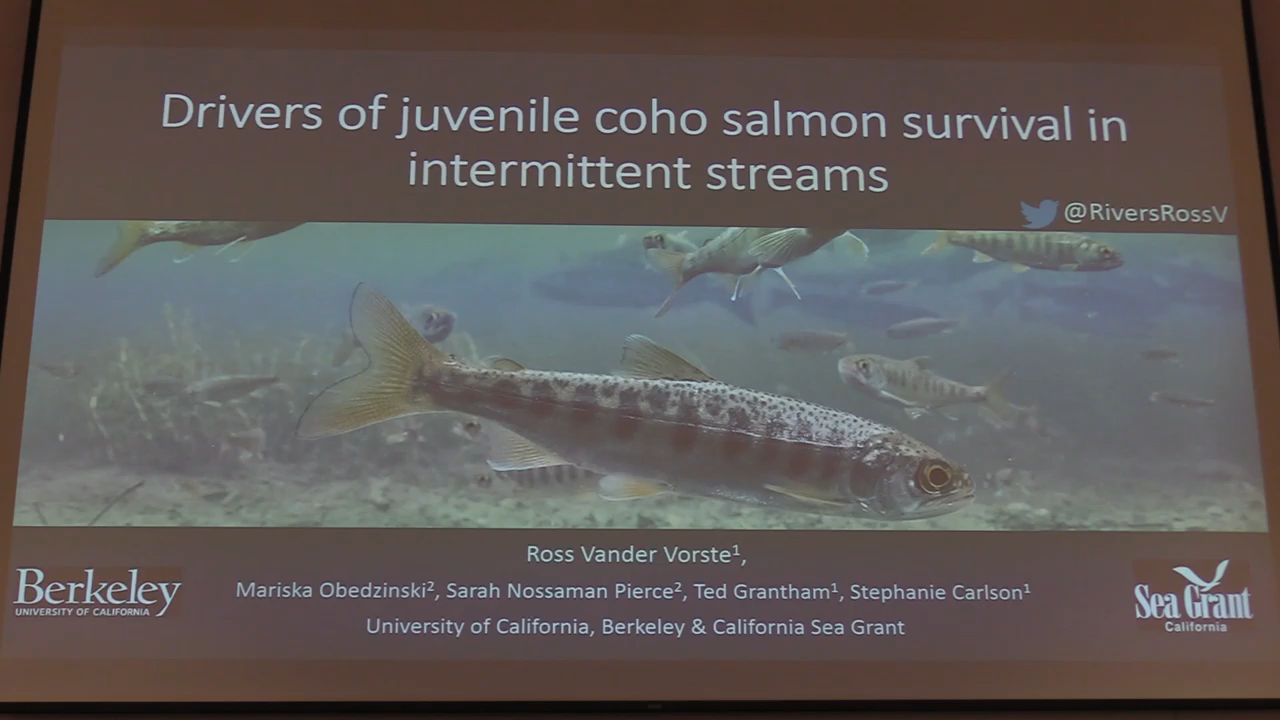 Drivers of juvenile coho salmon survival in
intermittent streams
@RiversRossV
Ross Vander Vorste¹,
Mariska Obedzinski², Sarah Nossaman Pierce², Ted Grantham¹, Stephanie Carlson¹
University of California, Berkeley & California Sea Grant
Berkeley
UNIVERSITY OF CALIFORNIA
Sea Grant
California